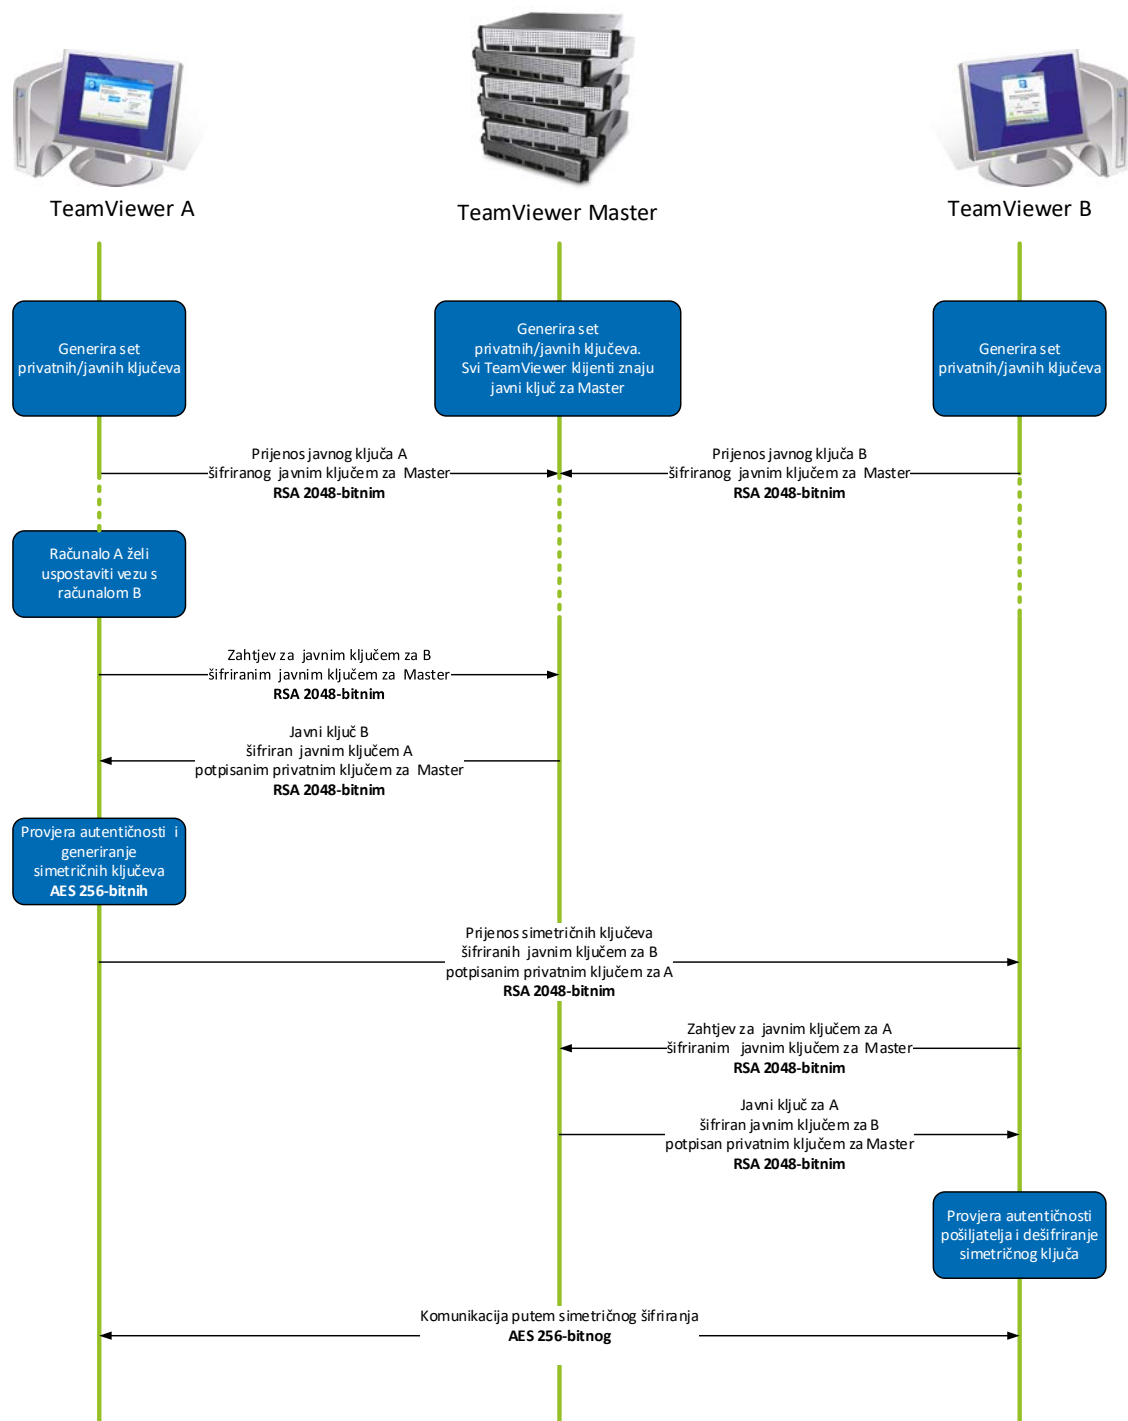 TeamViewer A
TeamViewer Master
TeamViewer B
Generira set
privatnih/javnih ključeva
Generira set
privatnih/javnih ključeva.
Svi TeamViewer klijenti znaju
javni ključ za Master
Generira set
privatnih/javnih ključeva
Prijenos javnog ključa A
šifriranog javnim ključem za Master
RSA 2048-bitnim
Prijenos javnog ključa B
šifriranog javnim ključem za Master
RSA 2048-bitnim
Računalo A želi
uspostaviti vezu s
računalom B
Zahtjev za javnim ključem za B
šifriranim javnim ključem za Master
RSA 2048-bitnim
Javni ključ B
šifriran javnim ključem A
potpisanim privatnim ključem za Master
RSA 2048-bitnim
Provjera autentičnosti i
generiranje
simetričnih ključeva
AES 256-bitnih
Prijenos simetričnih ključeva
šifriranih javnim ključem za B
potpisanim privatnim ključem za A
RSA 2048-bitnim
Zahtjev za javnim ključem za A
šifriranim javnim ključem za Master
RSA 2048-bitnim
Javni ključ za A
šifriran javnim ključem za B
potpisan privatnim ključem za Master
RSA 2048-bitnim
Provjera autentičnosti
pošiljatelja i dešifriranje
simetričnog ključa
Komunikacija putem simetričnog šifriranja
AES 256-bitnog